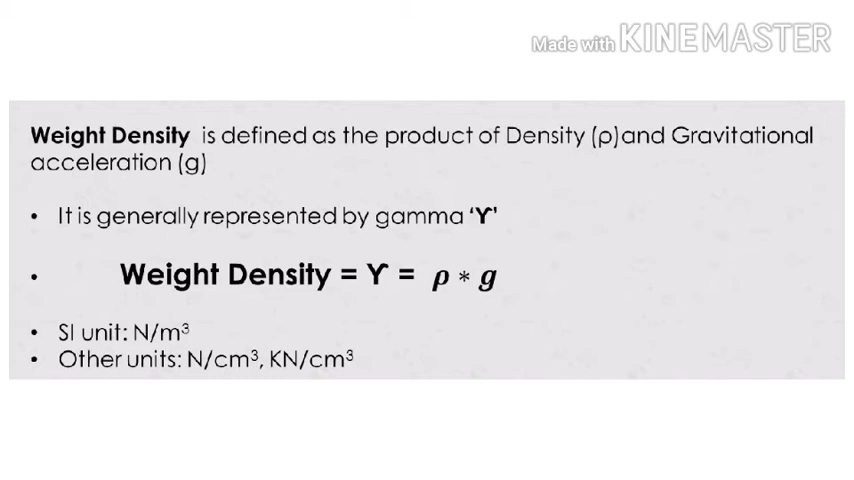 Made with KINEMASTER
Weight Density is defined as the product of Density (ρ)and Gravitational
acceleration (g)
• It is generally represented by gamma ‘ϒ’
• Weight Density = ϒ = ρ * g
• SI unit: N/m³
• Other units: N/cm³, KN/cm³